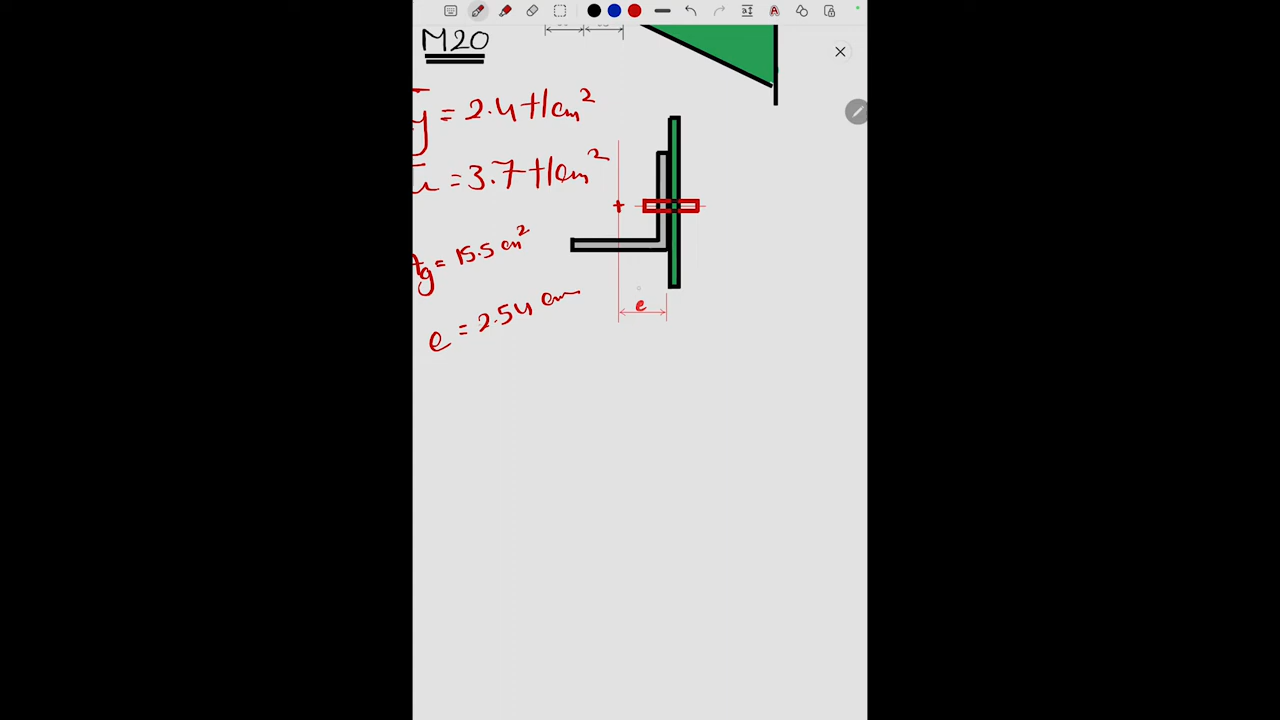 M20
y = 2.4 t/cm²
u = 3.7 t/cm²
g = 15.5 cm²
e = 2.54 cm
e